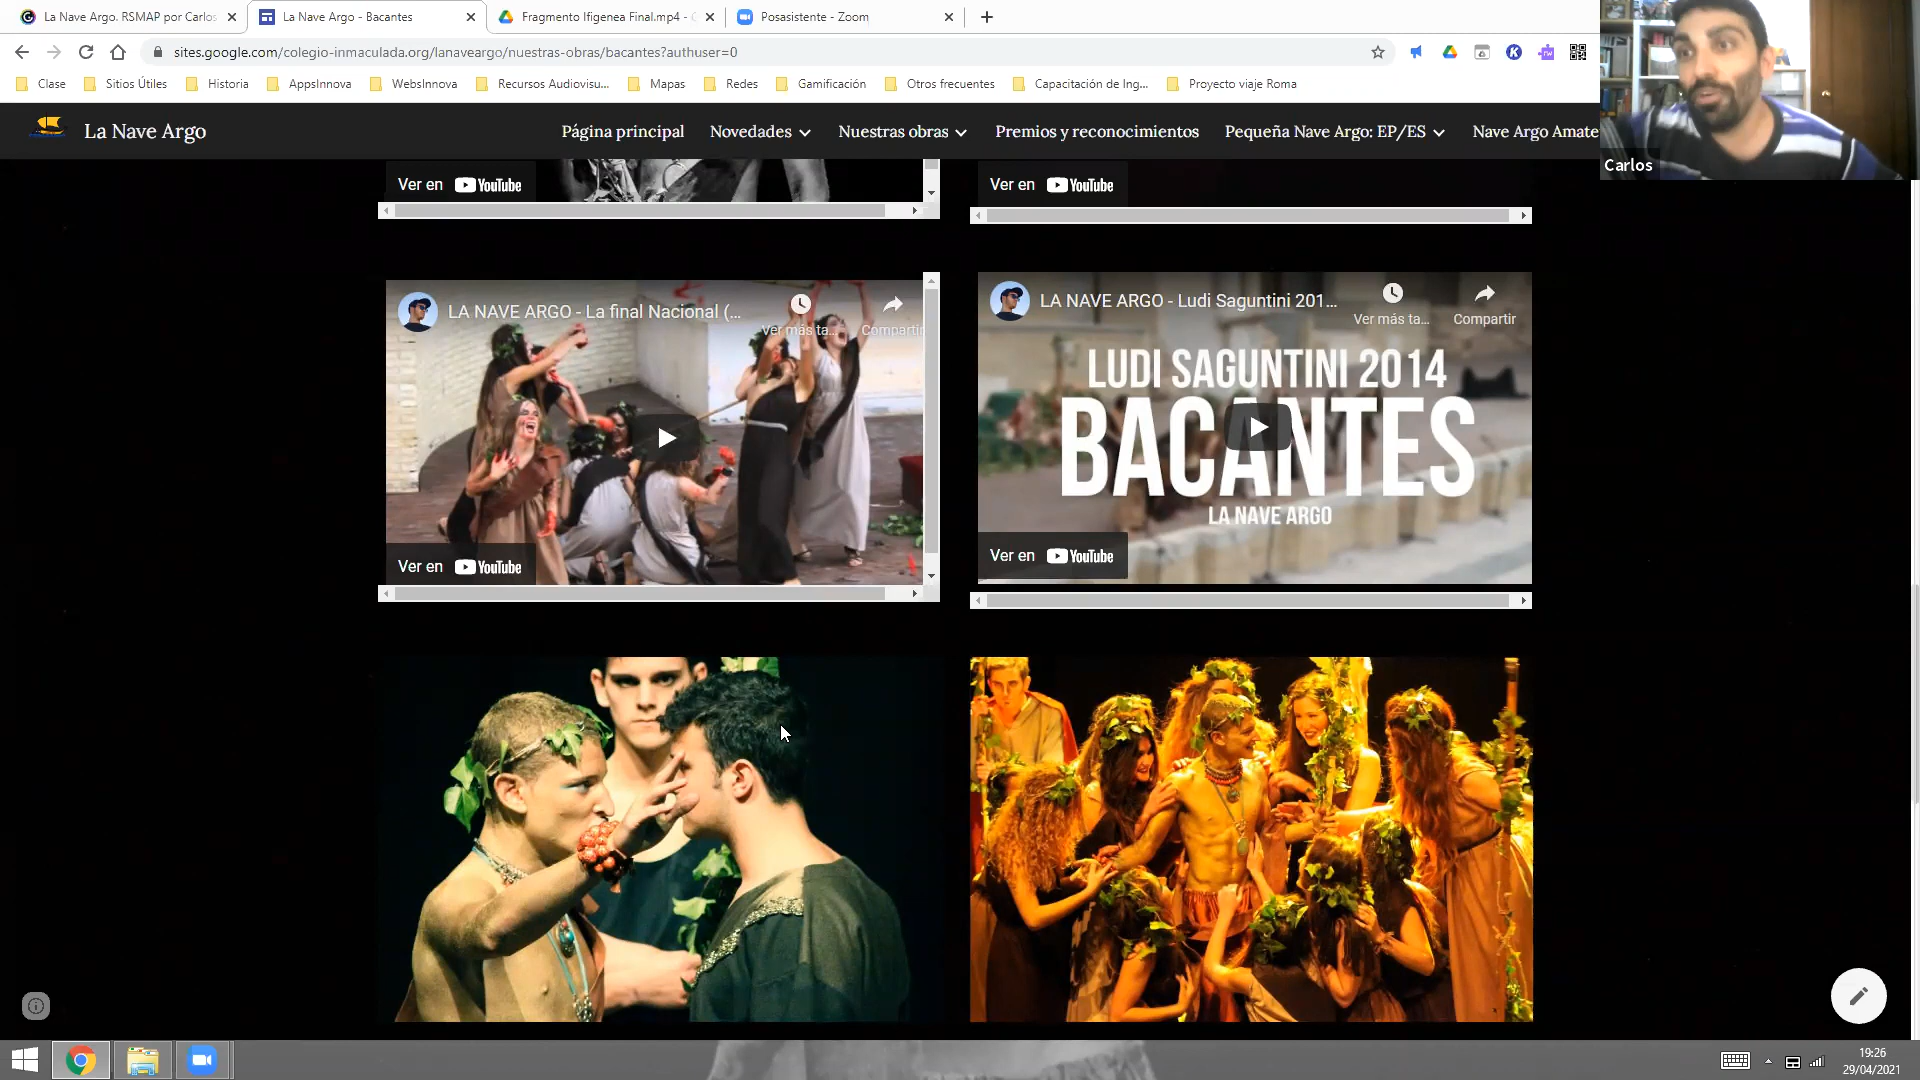 La Nave Argo. RSMAP por Carlos
La Nave Argo - Bacantes
Fragmento Ifigenea Final.mp4 -
Posasistente - Zoom
sites.google.com/colegio-inmaculada.org/lanaveargo/nuestras-obras/bacantes?authuser=0
Clase
Sitios Útiles
Historia
AppsInnova
WebsInnova
Recursos Audiovisu...
Mapas
Redes
Gamificación
Otros frecuentes
Capacitación de Ing...
Proyecto viaje Roma
La Nave Argo
Página principal
Novedades
Nuestras obras
Premios y reconocimientos
Pequeña Nave Argo: EP/ES
Nave Argo Amate
Carlos
Ver en YouTube
Ver en YouTube
LA NAVE ARGO - La final Nacional (...
Ver más ta...
Compartir
Ver en YouTube
LA NAVE ARGO - Ludi Saguntini 201...
Ver más ta...
Compartir
LUDI SAGUNTINI 2014
BACANTES
LA NAVE ARGO
Ver en YouTube
19:26
29/04/2021